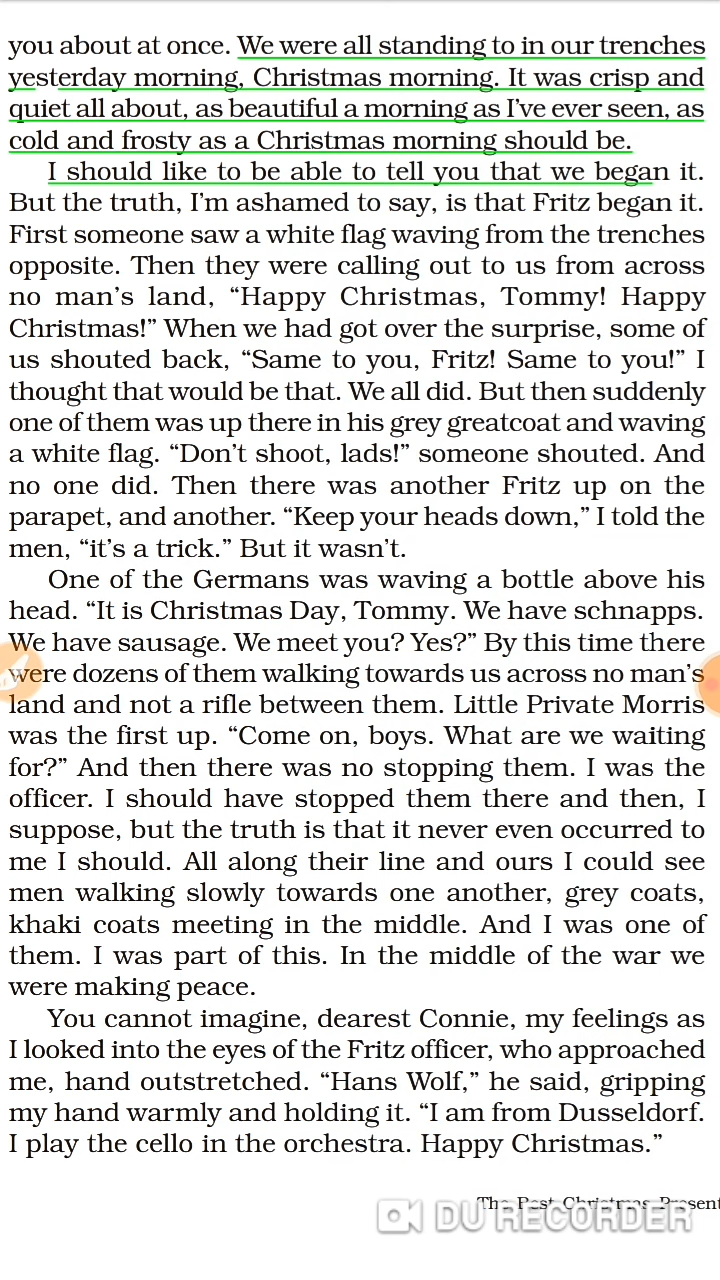 you about at once. We were all standing to in our trenches
yesterday morning, Christmas morning. It was crisp and
quiet all about, as beautiful a morning as I've ever seen, as
cold and frosty as a Christmas morning should be.
I should like to be able to tell you that we began it.
But the truth, I'm ashamed to say, is that Fritz began it.
First someone saw a white flag waving from the trenches
opposite. Then they were calling out to us from across
no man's land, “Happy Christmas, Tommy! Happy
Christmas!” When we had got over the surprise, some of
us shouted back, “Same to you, Fritz! Same to you!” I
thought that would be that. We all did. But then suddenly
one of them was up there in his grey greatcoat and waving
a white flag. “Don't shoot, lads!” someone shouted. And
no one did. Then there was another Fritz up on the
parapet, and another. “Keep your heads down,” I told the
men, “it's a trick.” But it wasn't.
One of the Germans was waving a bottle above his
head. “It is Christmas Day, Tommy. We have schnapps.
We have sausage. We meet you? Yes?” By this time there
were dozens of them walking towards us across no man's
land and not a rifle between them. Little Private Morris
was the first up. “Come on, boys. What are we waiting
for?” And then there was no stopping them. I was the
officer. I should have stopped them there and then, I
suppose, but the truth is that it never even occurred to
me I should. All along their line and ours I could see
men walking slowly towards one another, grey coats,
khaki coats meeting in the middle. And I was one of
them. I was part of this. In the middle of the war we
were making peace.
You cannot imagine, dearest Connie, my feelings as
I looked into the eyes of the Fritz officer, who approached
me, hand outstretched. “Hans Wolf,” he said, gripping
my hand warmly and holding it. “I am from Dusseldorf.
I play the cello in the orchestra. Happy Christmas.”
The Best Christmas Present
DU RECORDER